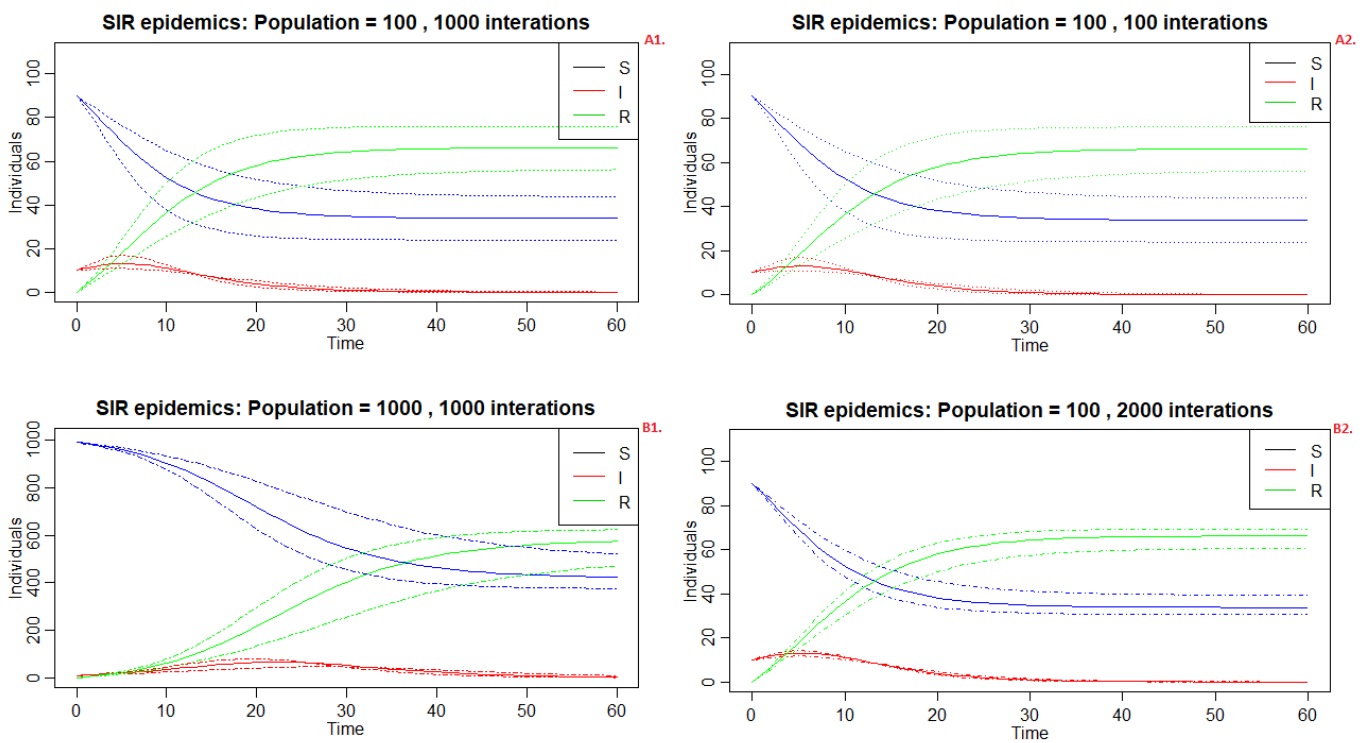 SIR epidemics: Population = 100 , 1000 interations
A1.
S
I
R
Individuals
0 20 40 60 80 100
0 10 20 30 40 50 60
Time
SIR epidemics: Population = 100 , 100 interations
A2.
S
I
R
Individuals
0 20 40 60 80 100
0 10 20 30 40 50 60
Time
SIR epidemics: Population = 1000 , 1000 interations
B1.
S
I
R
Individuals
0 200 400 600 800 1000
0 10 20 30 40 50 60
Time
SIR epidemics: Population = 100 , 2000 interations
B2.
S
I
R
Individuals
0 20 40 60 80 100
0 10 20 30 40 50 60
Time